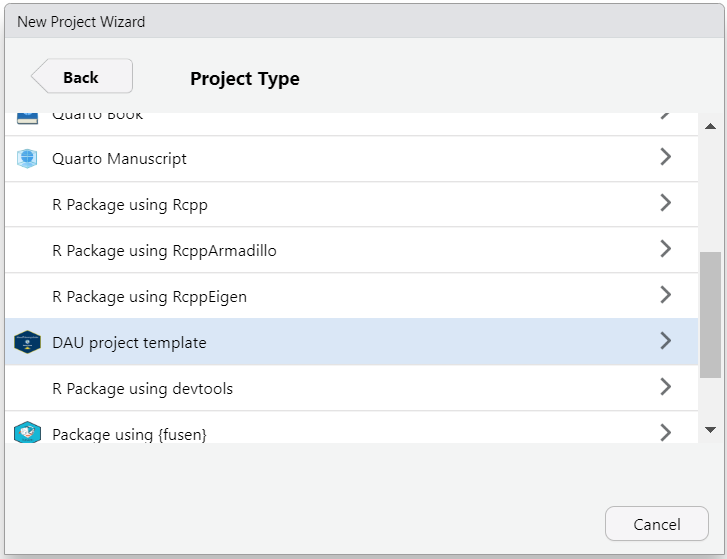 New Project Wizard
Back
Project Type
Quarto Book
Quarto Manuscript
R Package using Rcpp
R Package using RcppArmadillo
R Package using RcppEigen
DAU project template
R Package using devtools
Package using {fusen}
Cancel